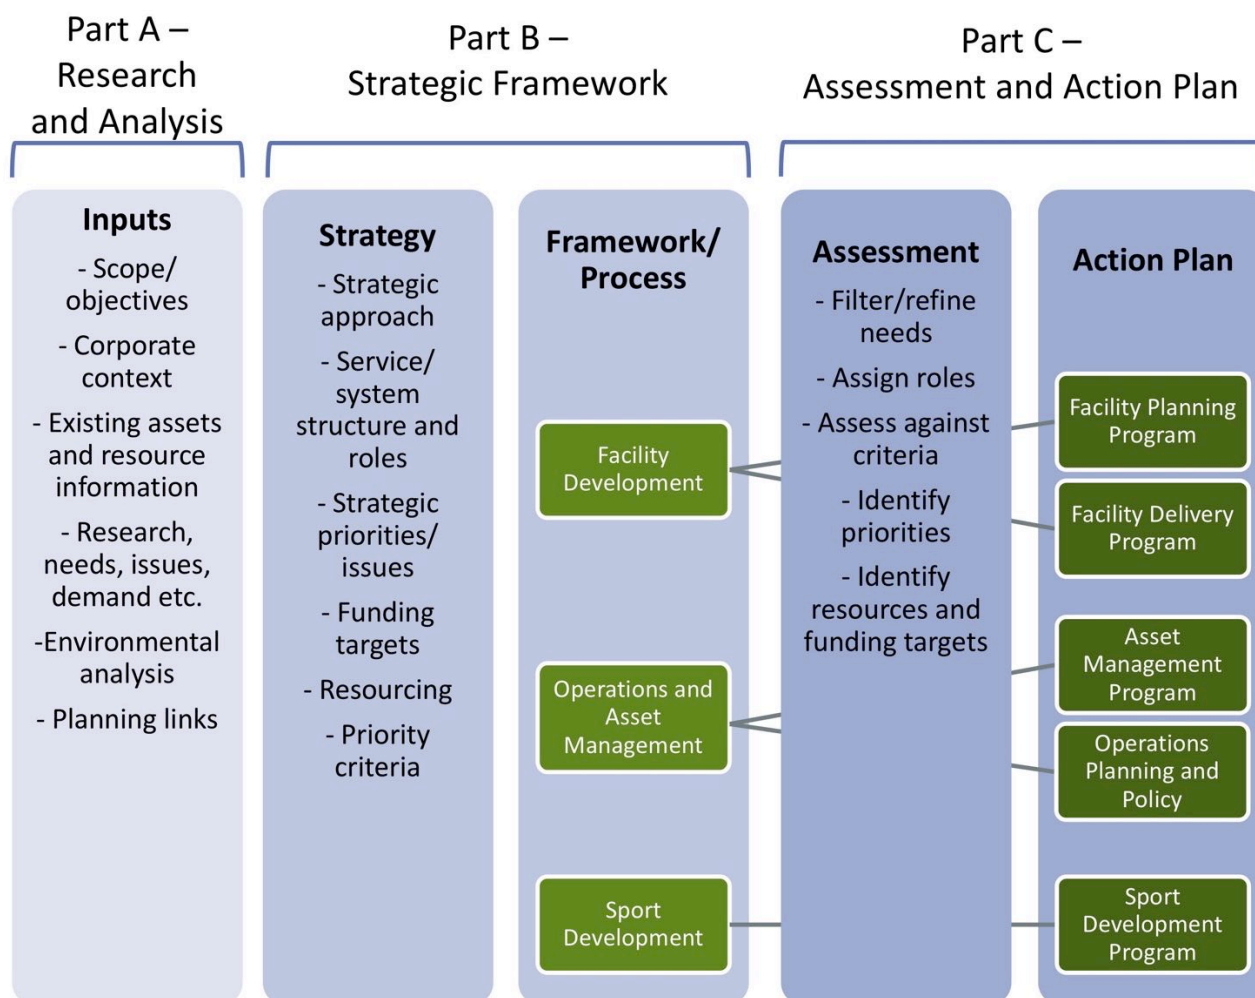 Part A –
Research
and Analysis
Part B –
Strategic Framework
Part C –
Assessment and Action Plan
Inputs
- Scope/
objectives
- Corporate
context
- Existing assets
and resource
information
- Research,
needs, issues,
demand etc.
-Environmental
analysis
- Planning links
Strategy
- Strategic
approach
- Service/
system
structure and
roles
- Strategic
priorities/
issues
- Funding
targets
- Resourcing
- Priority
criteria
Framework/
Process
Facility
Development
Operations and
Asset
Management
Sport
Development
Assessment
- Filter/refine
needs
- Assign roles
- Assess against
criteria
- Identify
priorities
- Identify
resources and
funding targets
Action Plan
Facility Planning
Program
Facility Delivery
Program
Asset
Management
Program
Operations
Planning and
Policy
Sport
Development
Program